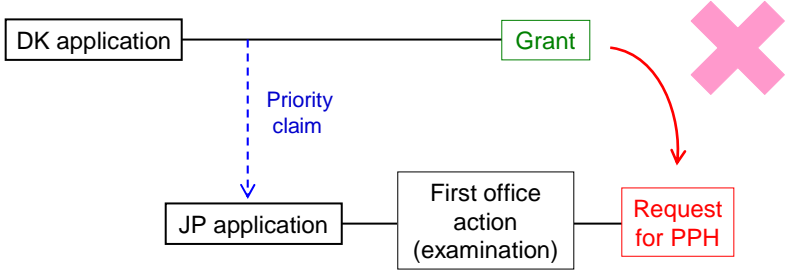 DK application
Grant
Priority
claim
JP application
First office
action
(examination)
Request
for PPH